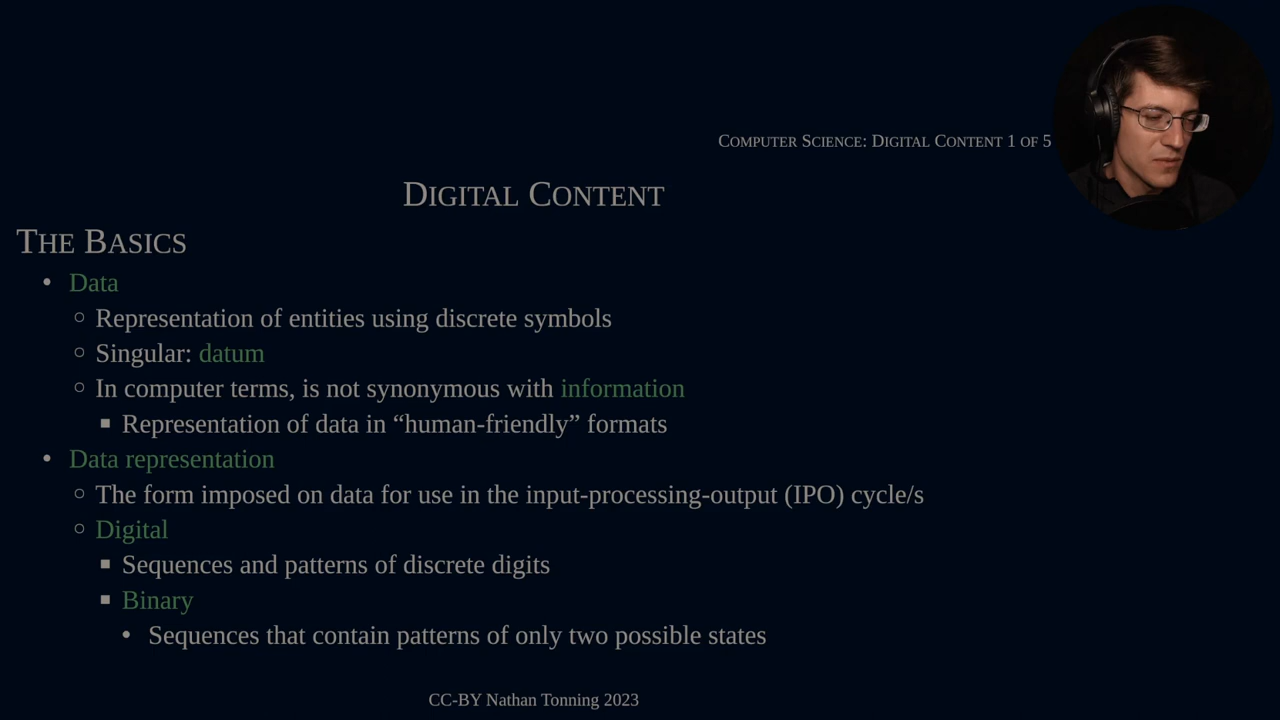 Computer Science: Digital Content 1 of 5
Digital Content
The Basics
• Data
○ Representation of entities using discrete symbols
○ Singular: datum
○ In computer terms, is not synonymous with information
■ Representation of data in “human-friendly” formats
• Data representation
○ The form imposed on data for use in the input-processing-output (IPO) cycle/s
○ Digital
■ Sequences and patterns of discrete digits
■ Binary
• Sequences that contain patterns of only two possible states
CC-BY Nathan Tonning 2023